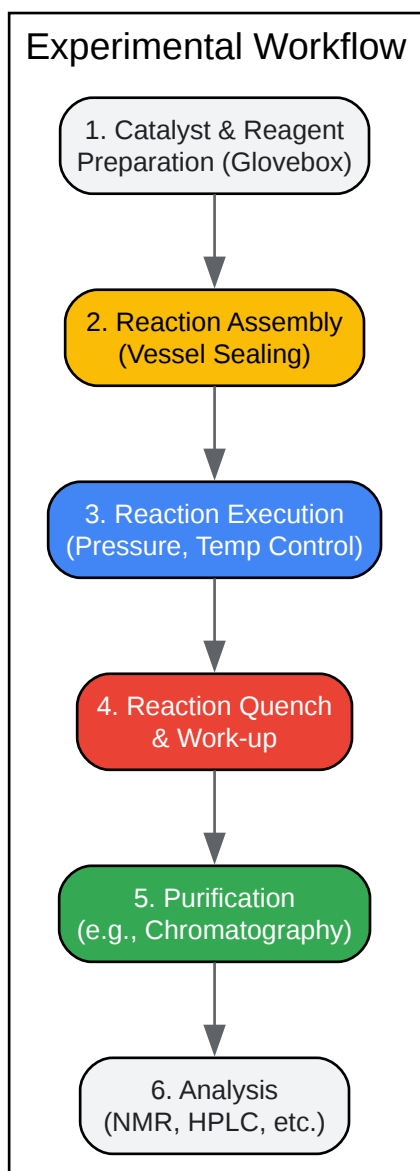 Experimental Workflow
1. Catalyst & Reagent
Preparation (Glovebox)
2. Reaction Assembly
(Vessel Sealing)
3. Reaction Execution
(Pressure, Temp Control)
4. Reaction Quench
& Work-up
5. Purification
(e.g., Chromatography)
6. Analysis
(NMR, HPLC, etc.)